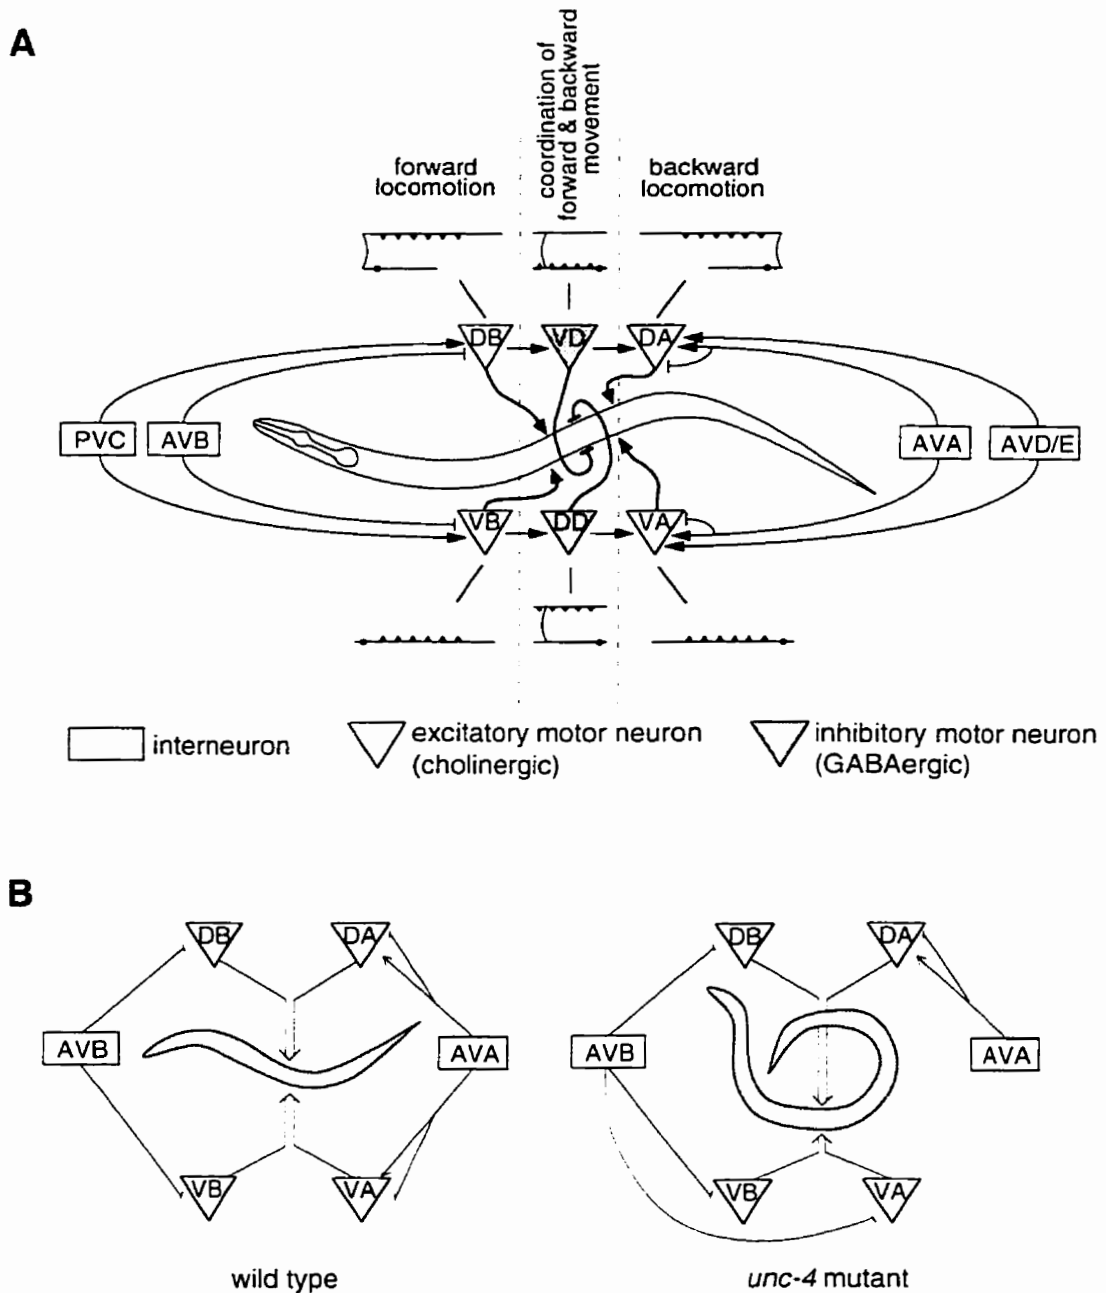 A
coordination of
forward & backward
movement
forward
locomotion
backward
locomotion
DB
VD
DA
PVC
AVB
AVA
AVD/E
VB
DD
VA
interneuron
excitatory motor neuron
(cholinergic)
inhibitory motor neuron
(GABAergic)
B
DB
DA
AVB
AVA
VB
VA
wild type
DB
DA
AVB
AVA
VB
VA
unc-4 mutant